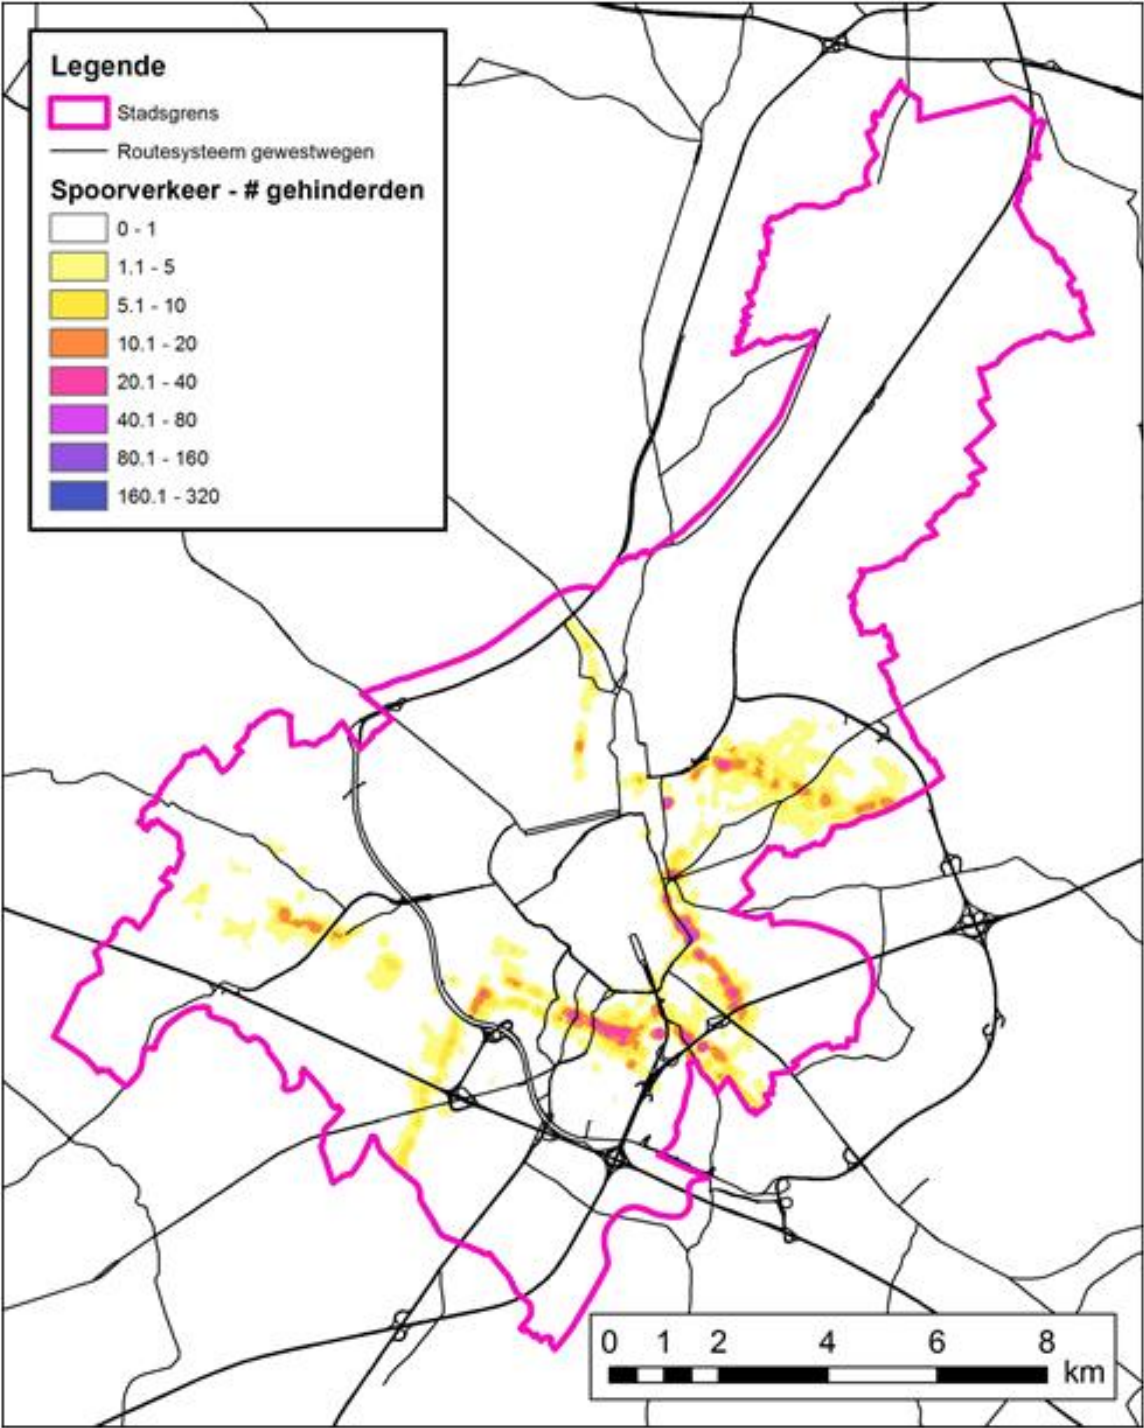 Legende
Stadsgrens
Routesysteem gewestwegen
Spoorverkeer - # gehinderden
0 - 1
1.1 - 5
5.1 - 10
10.1 - 20
20.1 - 40
40.1 - 80
80.1 - 160
160.1 - 320
0 1 2 4 6 8
km